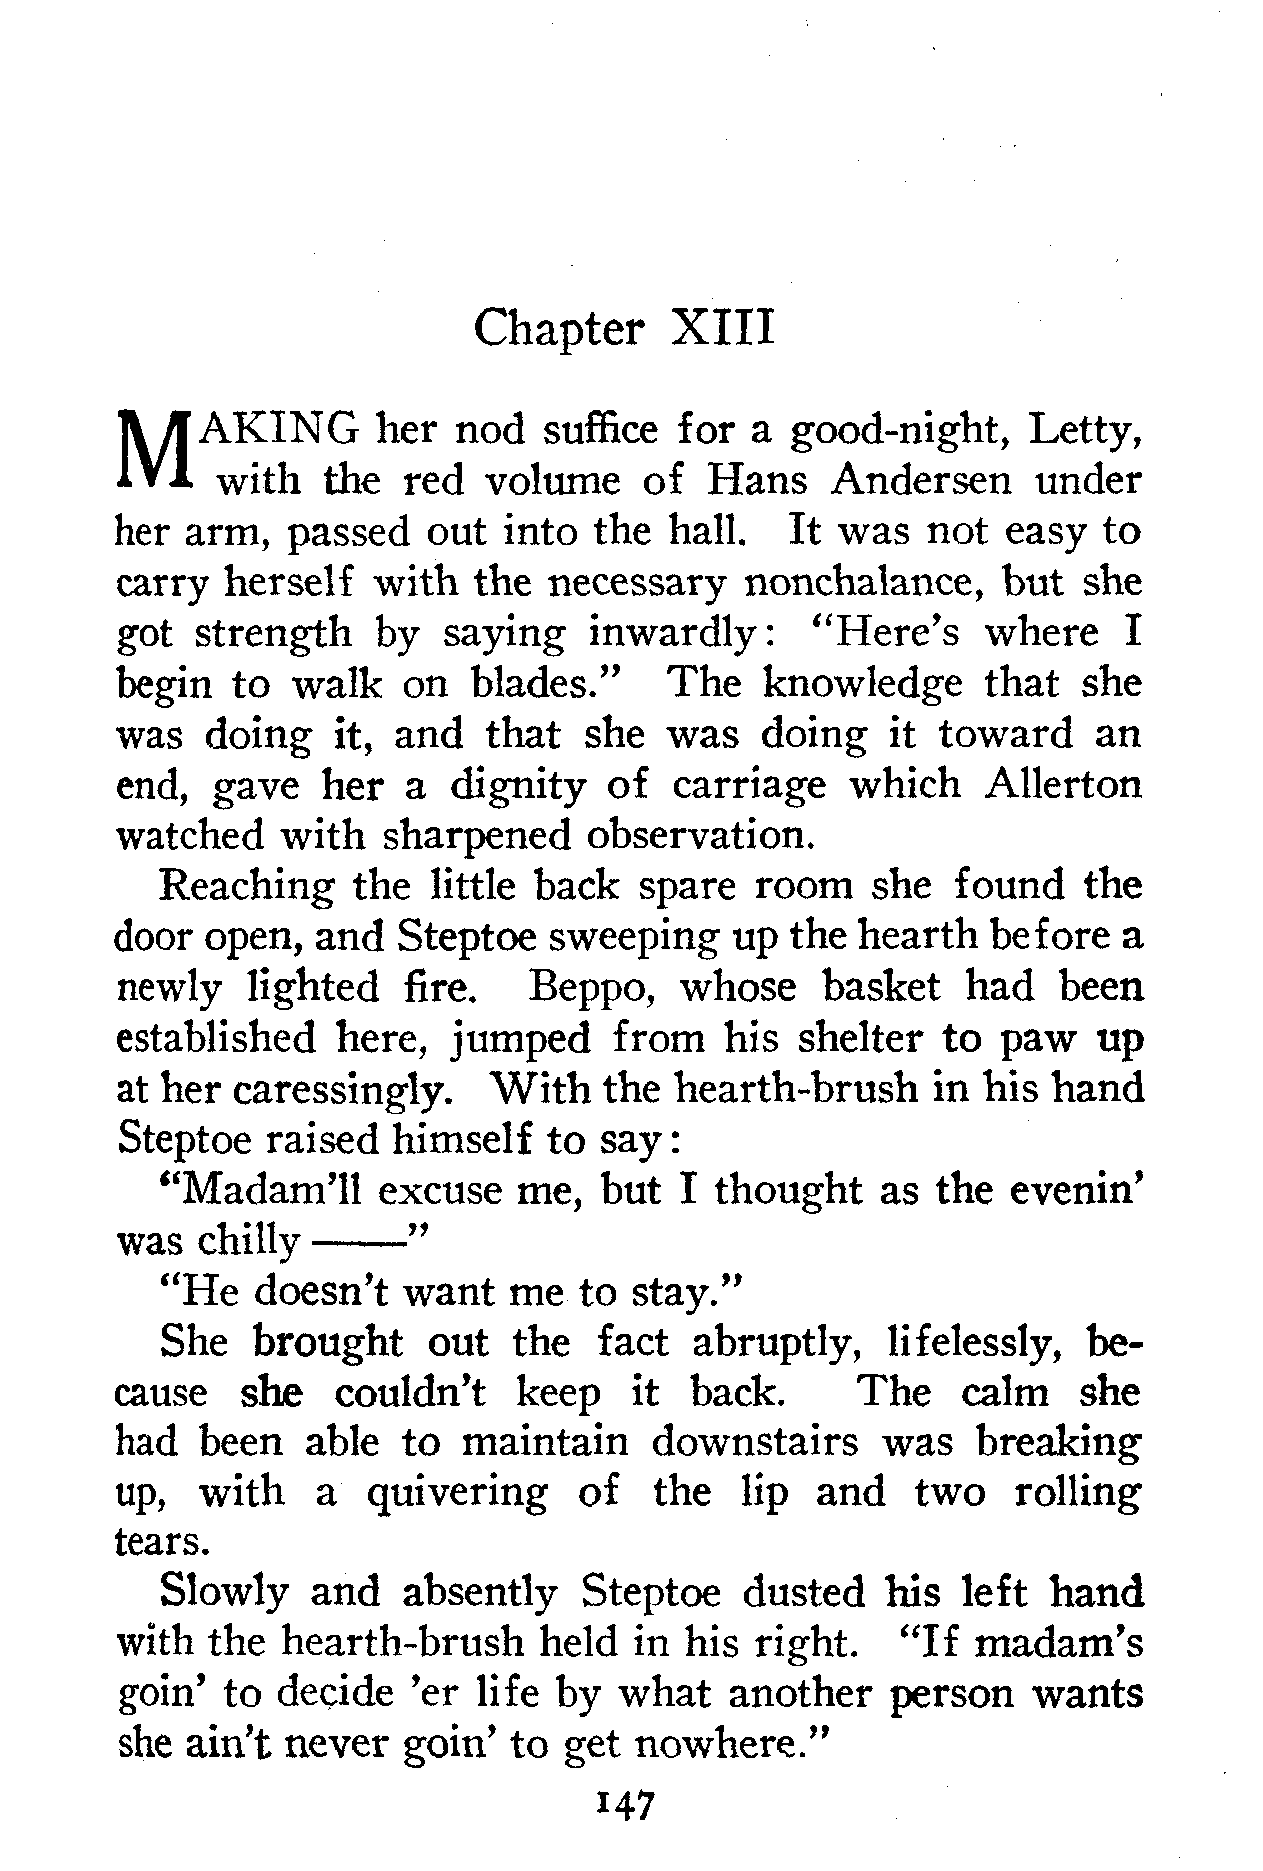 Chapter XIII
MAKING her nod suffice for a good-night, Letty,
with the red volume of Hans Andersen under
her arm, passed out into the hall. It was not easy to
carry herself with the necessary nonchalance, but she
got strength by saying inwardly: “Here’s where I
begin to walk on blades.” The knowledge that she
was doing it, and that she was doing it toward an
end, gave her a dignity of carriage which Allerton
watched with sharpened observation.
Reaching the little back spare room she found the
door open, and Steptoe sweeping up the hearth before a
newly lighted fire. Beppo, whose basket had been
established here, jumped from his shelter to paw up
at her caressingly. With the hearth-brush in his hand
Steptoe raised himself to say:
“Madam’ll excuse me, but I thought as the evenin’
was chilly ——”
“He doesn’t want me to stay.”
She brought out the fact abruptly, lifelessly, be-
cause she couldn’t keep it back. The calm she
had been able to maintain downstairs was breaking
up, with a quivering of the lip and two rolling
tears.
Slowly and absently Steptoe dusted his left hand
with the hearth-brush held in his right. “If madam’s
goin’ to decide ’er life by what another person wants
she ain’t never goin’ to get nowhere.”
147